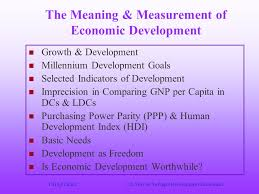 The Meaning & Measurement of
Economic Development
Growth & Development
Millennium Development Goals
Selected Indicators of Development
Imprecision in Comparing GNP per Capita in
DCs & LDCs
Purchasing Power Parity (PPP) & Human
Development Index (HDI)
Basic Needs
Development as Freedom
Is Economic Development Worthwhile?